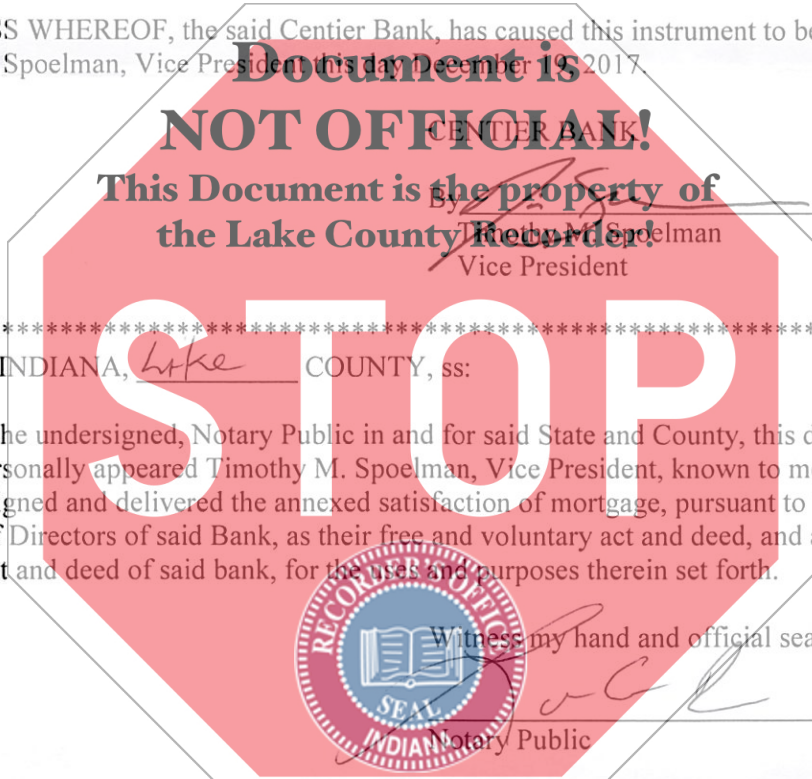 SS WHEREOF, the said Centier Bank, has caused this instrument to be
Spoelman, Vice President this day December 19, 2017.
Document is
NOT OFFICIAL!
This Document is the property of
the Lake County Recorder!
CENTIER BANK
By
Timothy M. Spoelman
Vice President
STOP
INDIANA, Lake COUNTY, ss:
he undersigned, Notary Public in and for said State and County, this d
rsonally appeared Timothy M. Spoelman, Vice President, known to me
gned and delivered the annexed satisfaction of mortgage, pursuant to
f Directors of said Bank, as their free and voluntary act and deed, and
t and deed of said bank, for the uses and purposes therein set forth.
RECORDER'S OFFICE
SEAL
INDIANA
Witness my hand and official sea
Notary Public